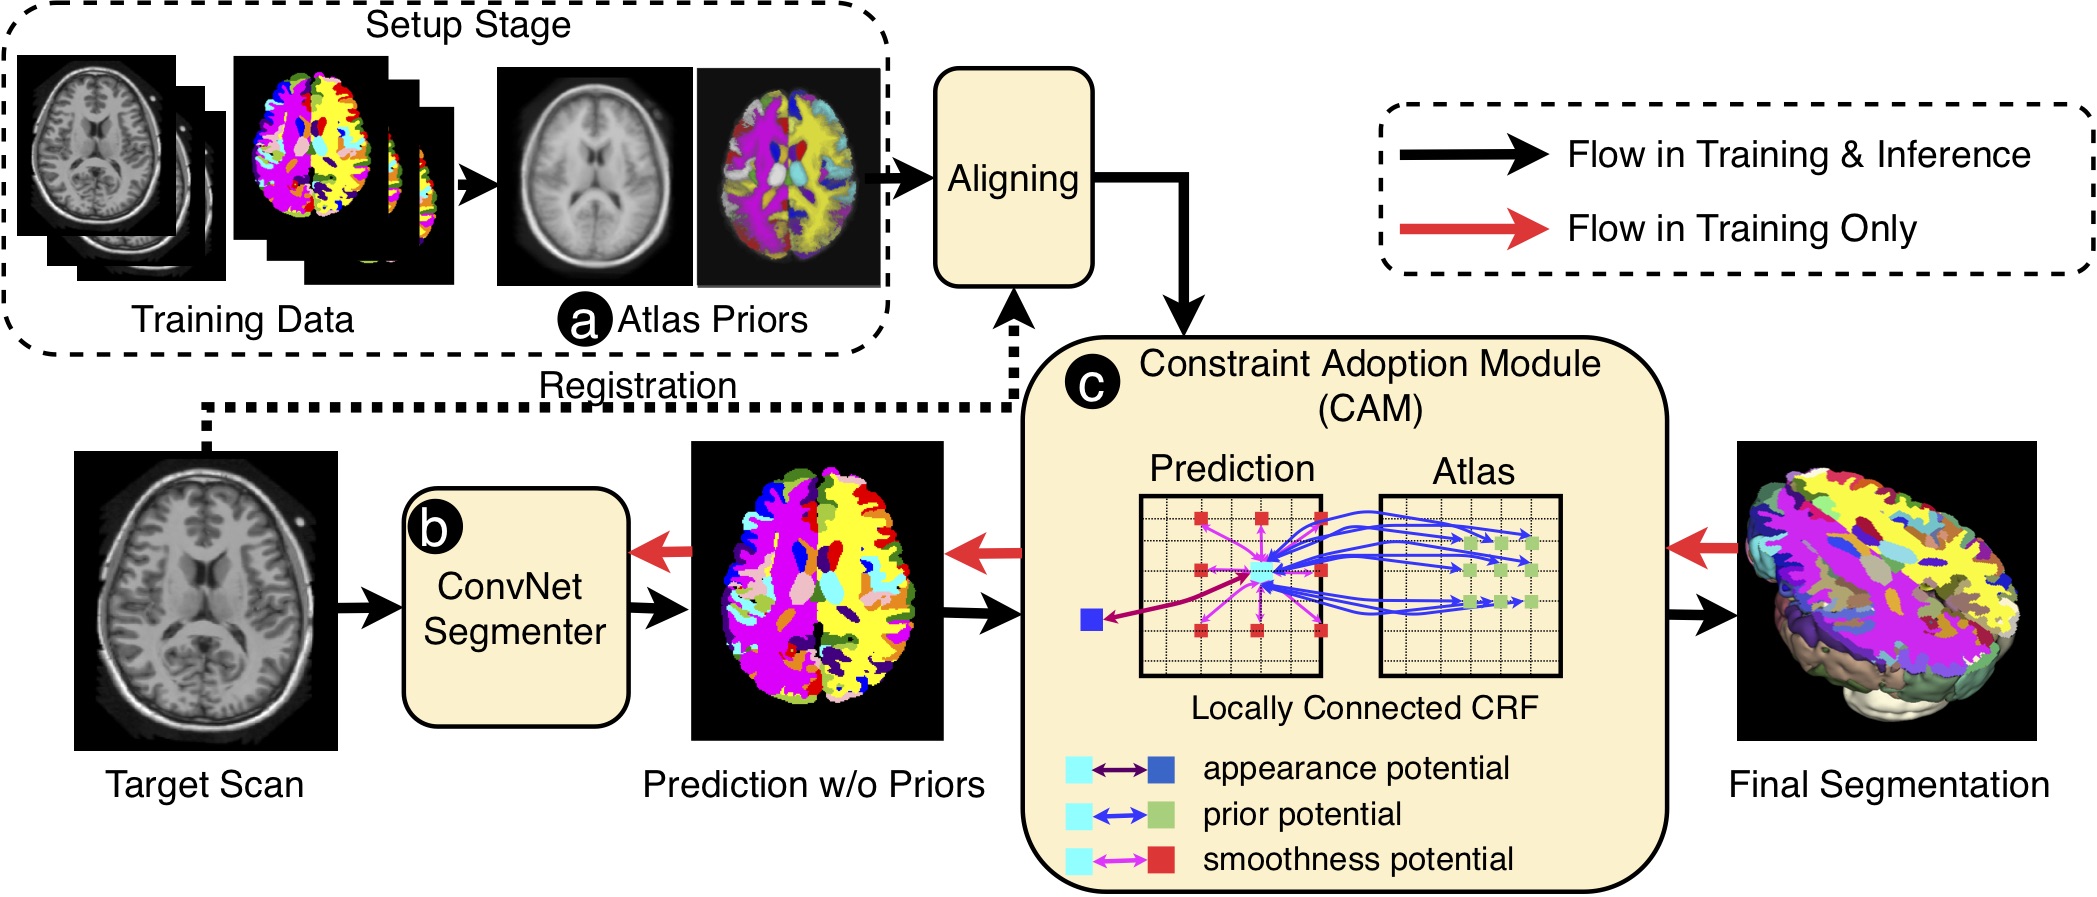 Setup Stage
Training Data
a Atlas Priors
Aligning
Flow in Training & Inference
Flow in Training Only
Registration
Target Scan
b
ConvNet
Segmenter
Prediction w/o Priors
c Constraint Adoption Module
(CAM)
Prediction
Atlas
Locally Connected CRF
appearance potential
prior potential
smoothness potential
Final Segmentation